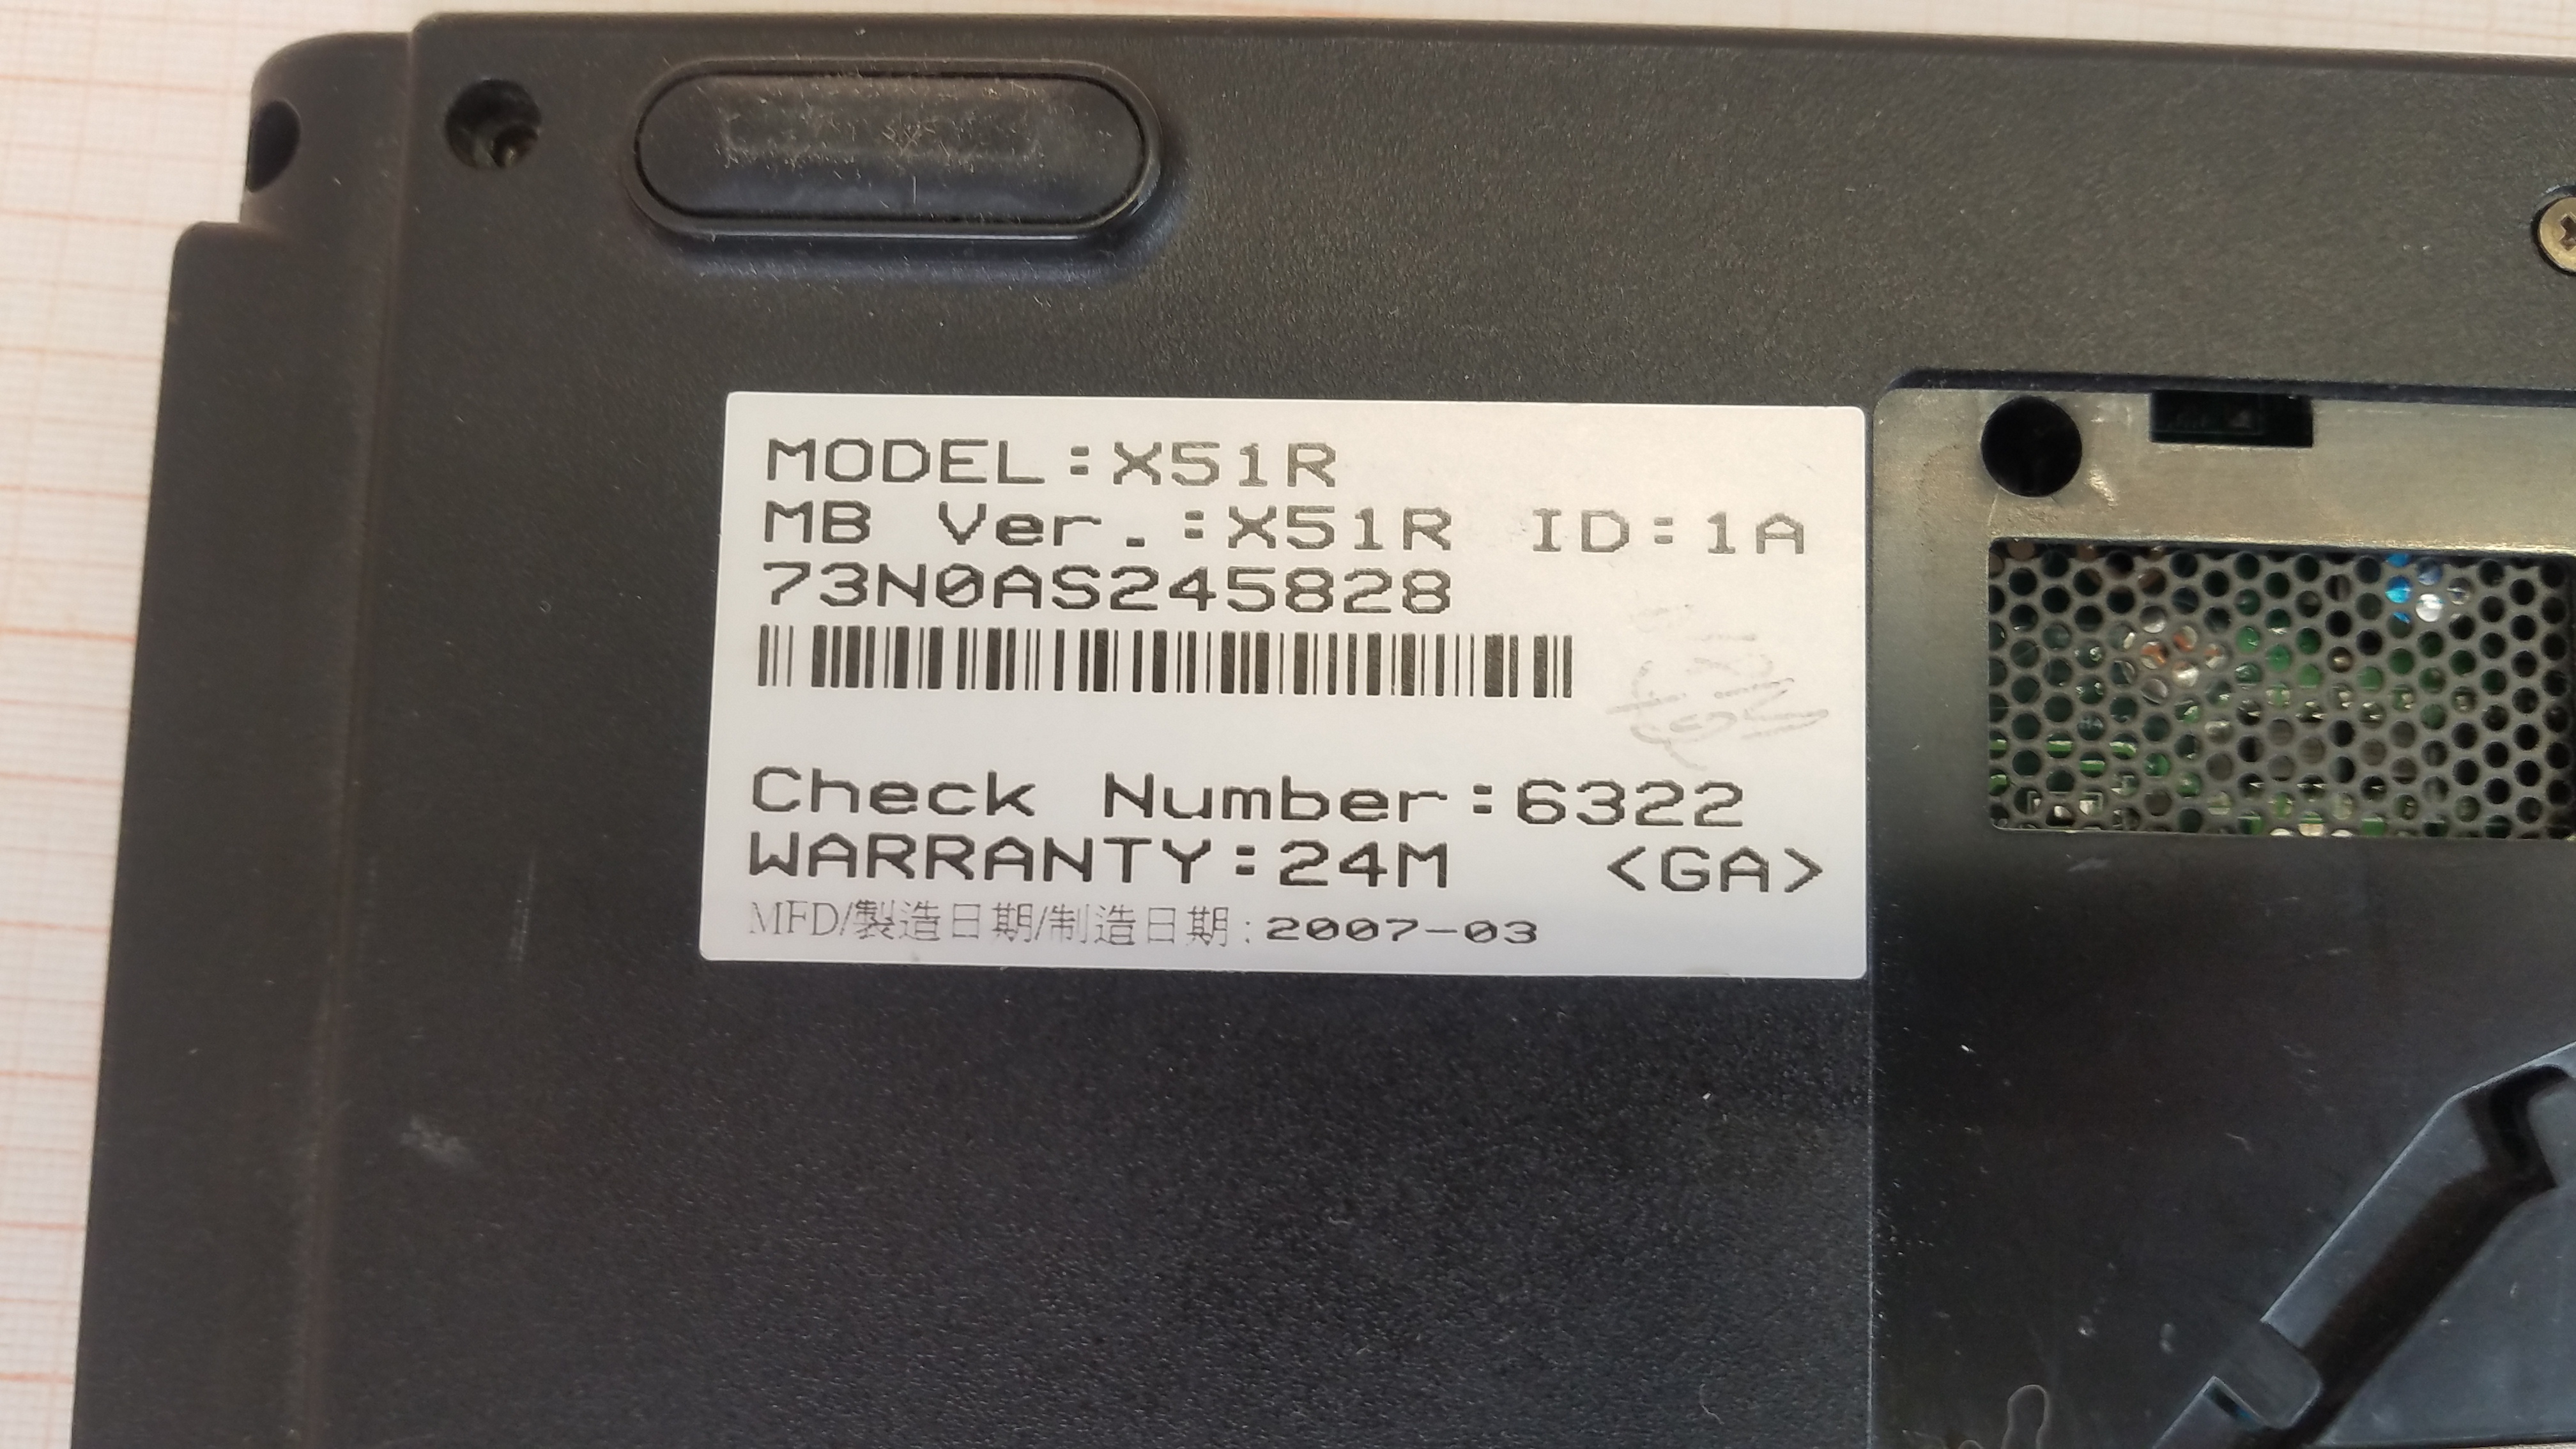 MODEL:X51R
MB Ver.:X51R ID:1A
73N0AS245828
Check Number:6322
WARRANTY:24M <GA>
MFD/製造日期/制造日期:2007-03